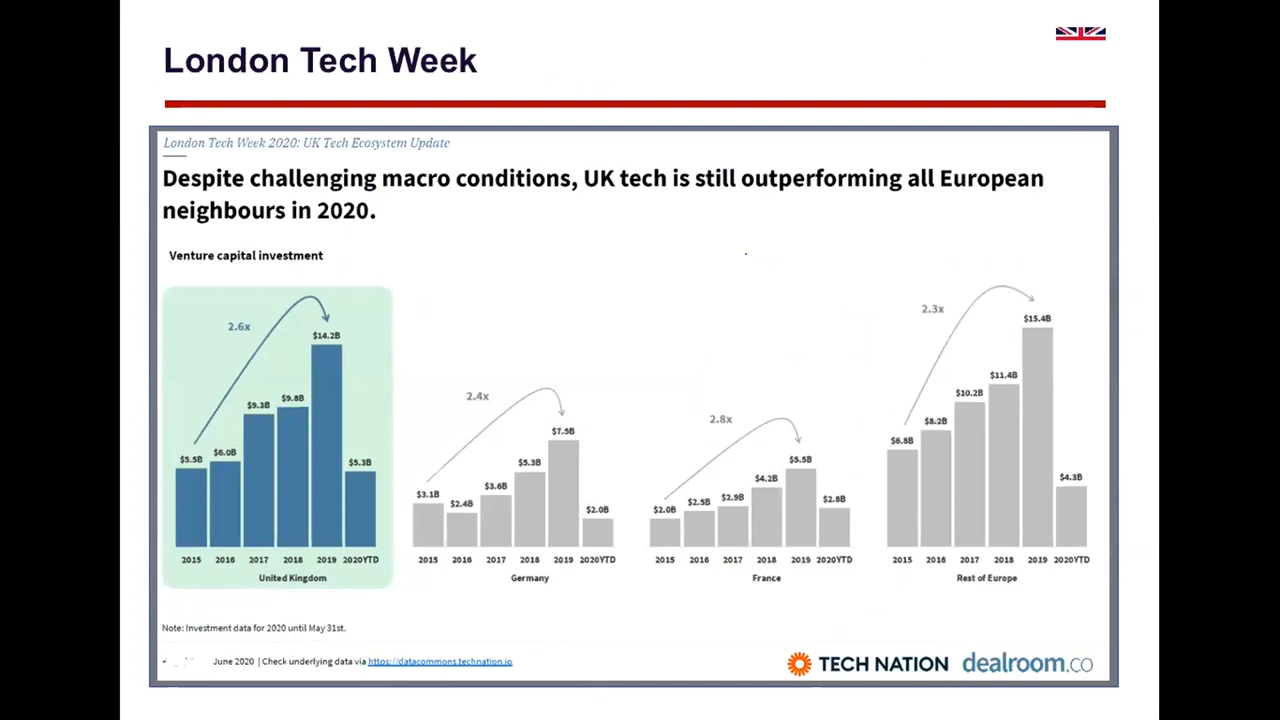 London Tech Week
London Tech Week 2020: UK Tech Ecosystem Update
Despite challenging macro conditions, UK tech is still outperforming all European
neighbours in 2020.
Venture capital investment
2.6x
$5.5B
$6.0B
$9.3B
$9.8B
$14.2B
$5.3B
2015 2016 2017 2018 2019 2020YTD
United Kingdom
2.4x
$3.1B
$2.4B
$3.6B
$5.3B
$7.5B
$2.0B
2015 2016 2017 2018 2019 2020YTD
Germany
2.8x
$2.0B
$2.5B
$2.9B
$4.2B
$5.5B
$2.8B
2015 2016 2017 2018 2019 2020YTD
France
2.3x
$6.8B
$8.2B
$10.2B
$11.4B
$15.4B
$4.3B
2015 2016 2017 2018 2019 2020YTD
Rest of Europe
Note: Investment data for 2020 until May 31st.
June 2020 | Check underlying data via https://datacommons.technation.io
TECH NATION
dealroom.co